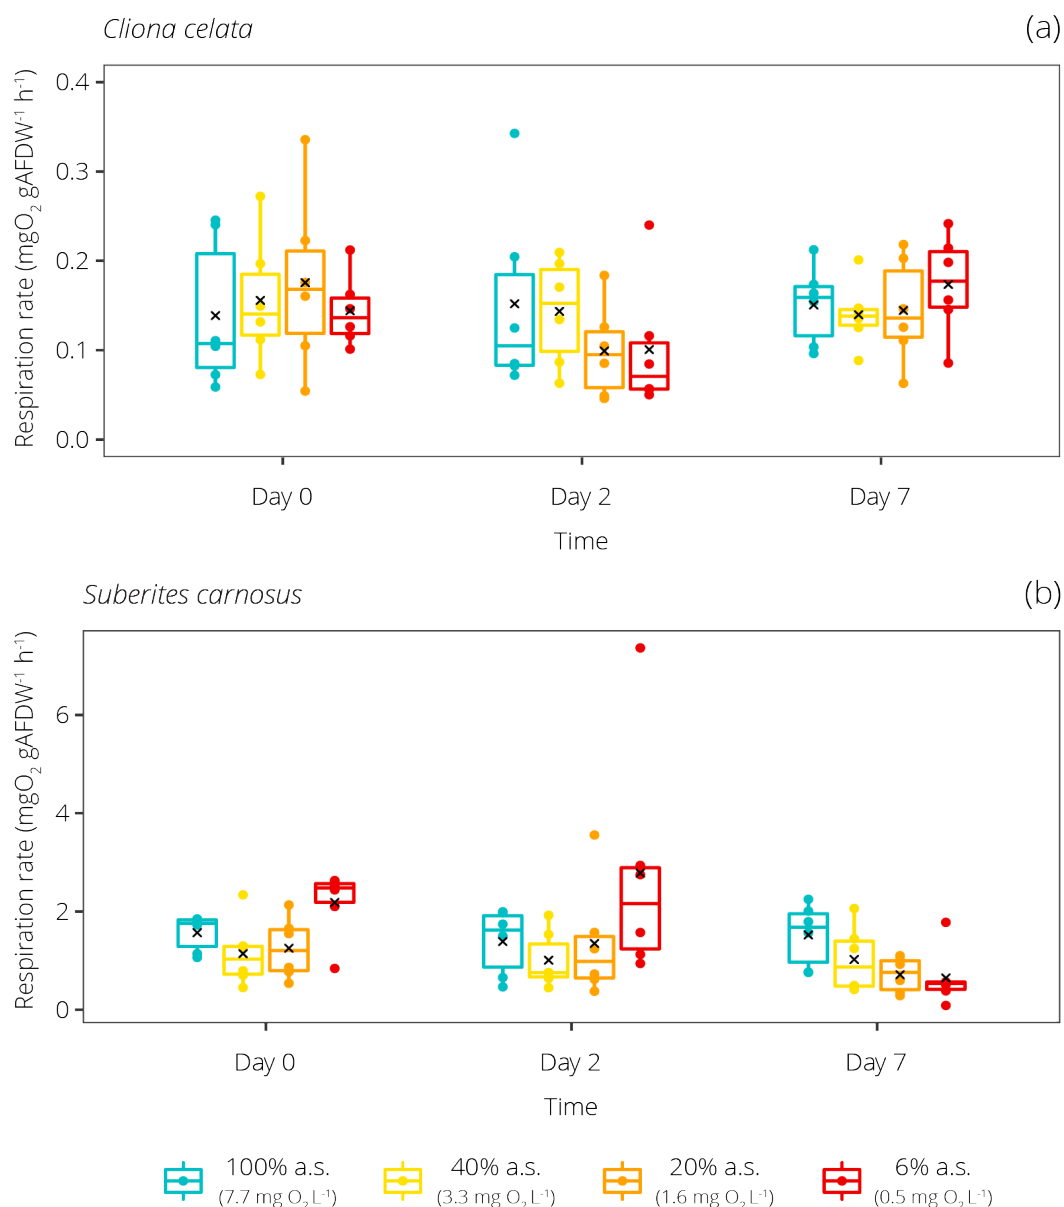 Cliona celata (a)
Respiration rate (mgO₂ gAFDW⁻¹ h⁻¹)
0.4
0.3
0.2
0.1
0.0
Day 0 Day 2 Day 7
Time
Suberites carnosus (b)
Respiration rate (mgO₂ gAFDW⁻¹ h⁻¹)
6
4
2
0
Day 0 Day 2 Day 7
Time
100% a.s. 40% a.s. 20% a.s. 6% a.s.
(7.7 mg O₂ L⁻¹) (3.3 mg O₂ L⁻¹) (1.6 mg O₂ L⁻¹) (0.5 mg O₂ L⁻¹)